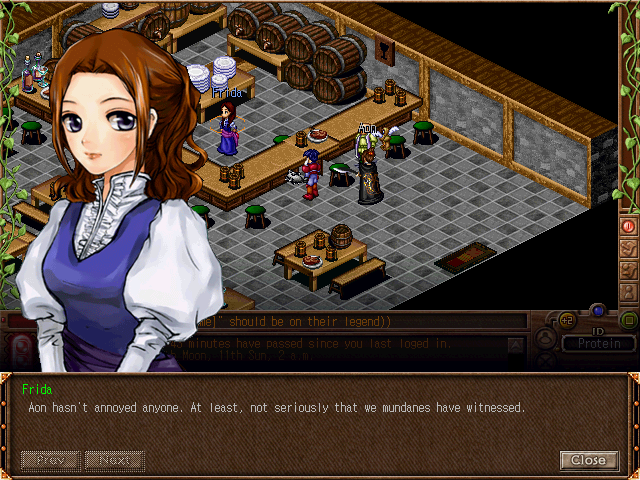 Frida
Aon
me]" should be on their legend))
minutes have passed since you last loged in.
Moon, 11th Sun, 2 a.m.
+2
ID
Protein
Frida
Aon hasn't annoyed anyone. At least, not seriously that we mundanes have witnessed.
Prev
Next
Close